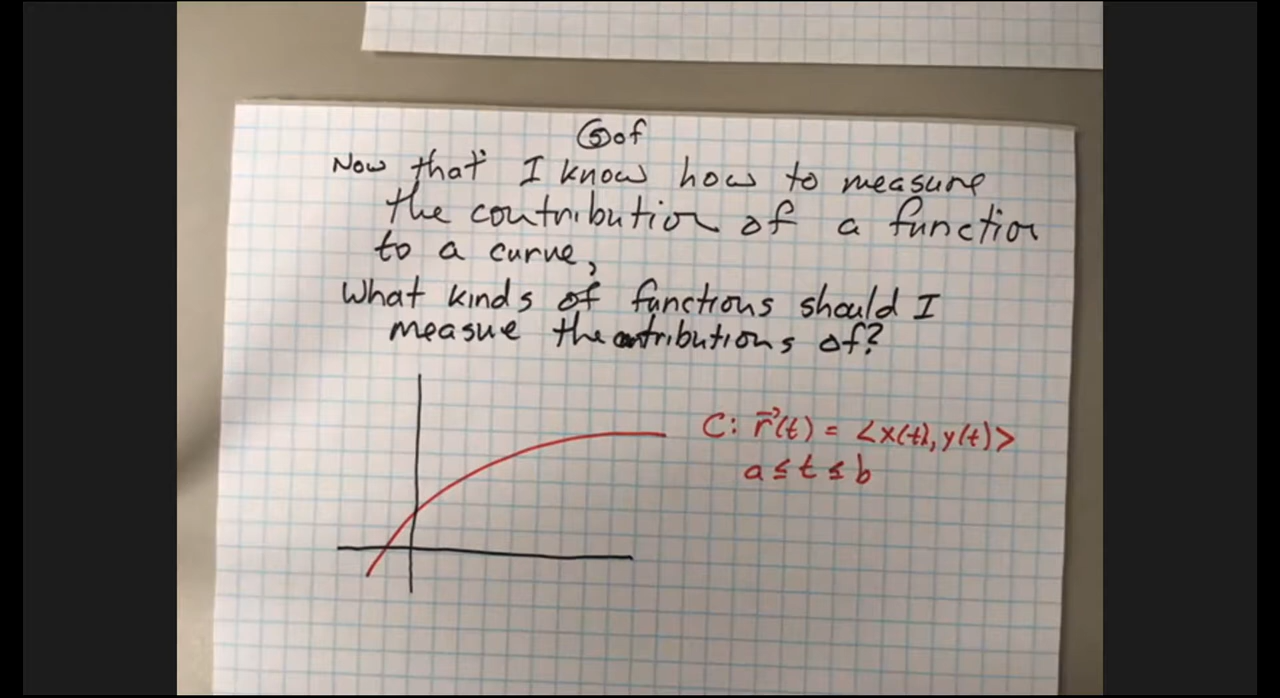 ⑤ of
Now that I know how to measure
the contribution of a function
to a curve,
What kinds of functions should I
measure the contributions of?
C: r⃗(t) = <x(t), y(t)>
a ≤ t ≤ b